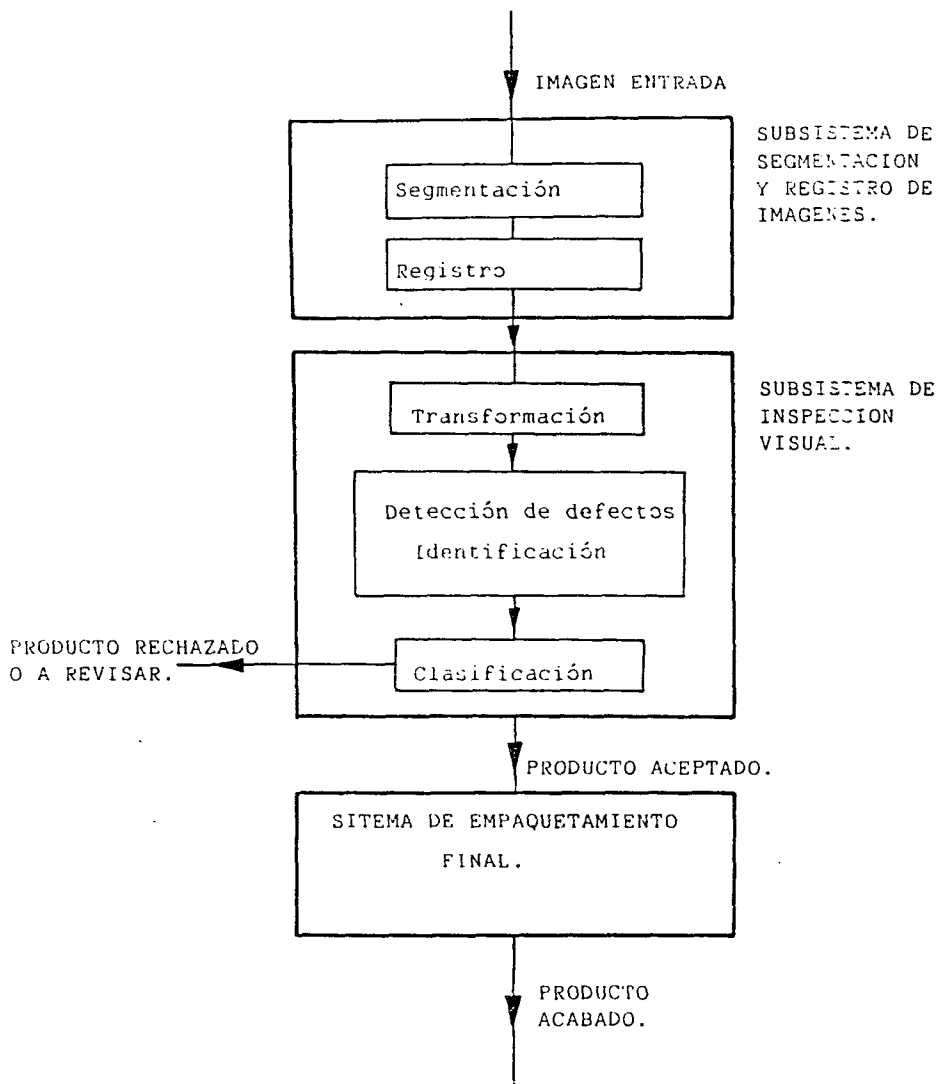 IMAGEN ENTRADA
SUBSISTEMA DE
SEGMENTACION
Y REGISTRO DE
IMAGENES.
Segmentación
Registro
SUBSISTEMA DE
INSPECCION
VISUAL.
Transformación
Detección de defectos
Identificación
PRODUCTO RECHAZADO
O A REVISAR.
Clasificación
PRODUCTO ACEPTADO.
SITEMA DE EMPAQUETAMIENTO
FINAL.
PRODUCTO
ACABADO.